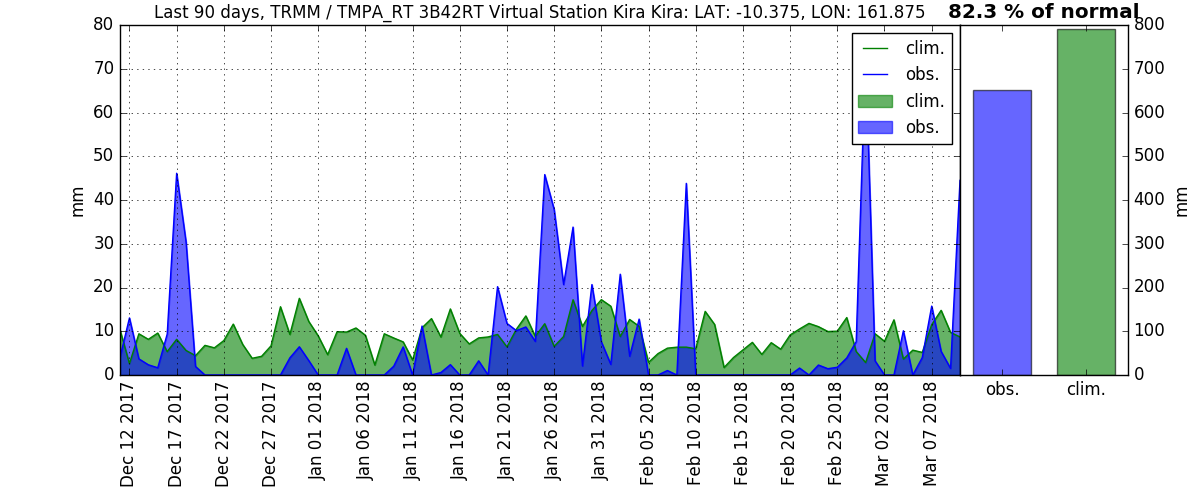 Last 90 days, TRMM / TMPA_RT 3B42RT Virtual Station Kira Kira: LAT: -10.375, LON: 161.875
82.3 % of normal
80
70
60
50
40
30
20
10
0
mm
clim.
obs.
clim.
obs.
800
700
600
500
400
300
200
100
0
mm
obs.
clim.
Dec 12 2017
Dec 17 2017
Dec 22 2017
Dec 27 2017
Jan 01 2018
Jan 06 2018
Jan 11 2018
Jan 16 2018
Jan 21 2018
Jan 26 2018
Jan 31 2018
Feb 05 2018
Feb 10 2018
Feb 15 2018
Feb 20 2018
Feb 25 2018
Mar 02 2018
Mar 07 2018